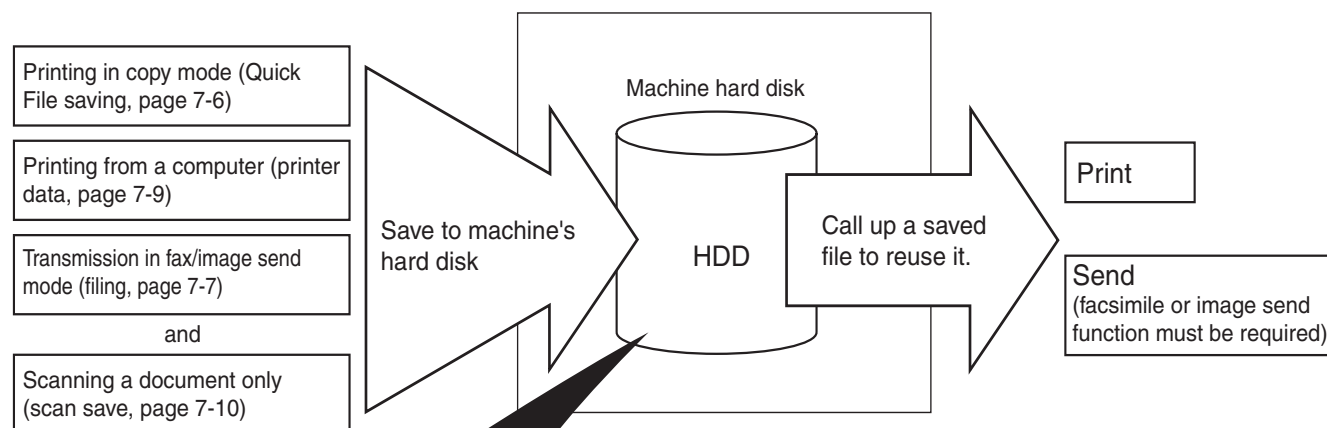 Printing in copy mode (Quick
File saving, page 7-6)
Printing from a computer (printer
data, page 7-9)
Transmission in fax/image send
mode (filing, page 7-7)
and
Scanning a document only
(scan save, page 7-10)
Save to machine's
hard disk
Machine hard disk
HDD
Call up a saved
file to reuse it.
Print
Send
(facsimile or image send
function must be required)